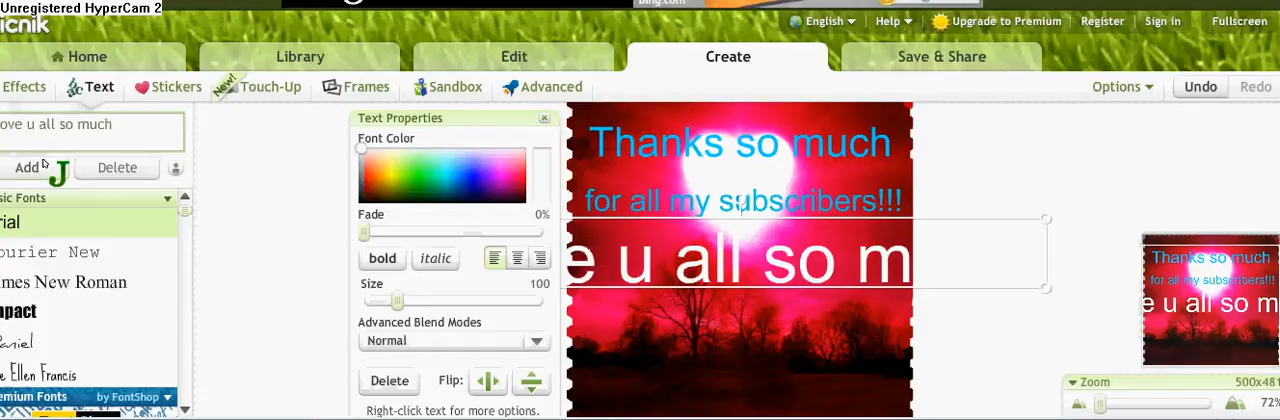 Unregistered HyperCam 2
bing.com
icnik
English Help Upgrade to Premium Register Sign in Fullscreen
Home Library Edit Create Save & Share
Effects Text Stickers New! Touch-Up Frames Sandbox Advanced Options Undo Redo
ove u all so much
Add J Delete
sic Fonts
rial
ourier New
mes New Roman
mpact
aniel
e Ellen Francis
emium Fonts by FontShop
Text Properties
Font Color
Fade 0%
bold italic
Size 100
Advanced Blend Modes
Normal
Delete Flip:
Right-click text for more options.
Thanks so much
for all my subscribers!!!
e u all so m
Thanks so much
for all my subscribers!!!
e u all so m
Zoom 500x481
72%